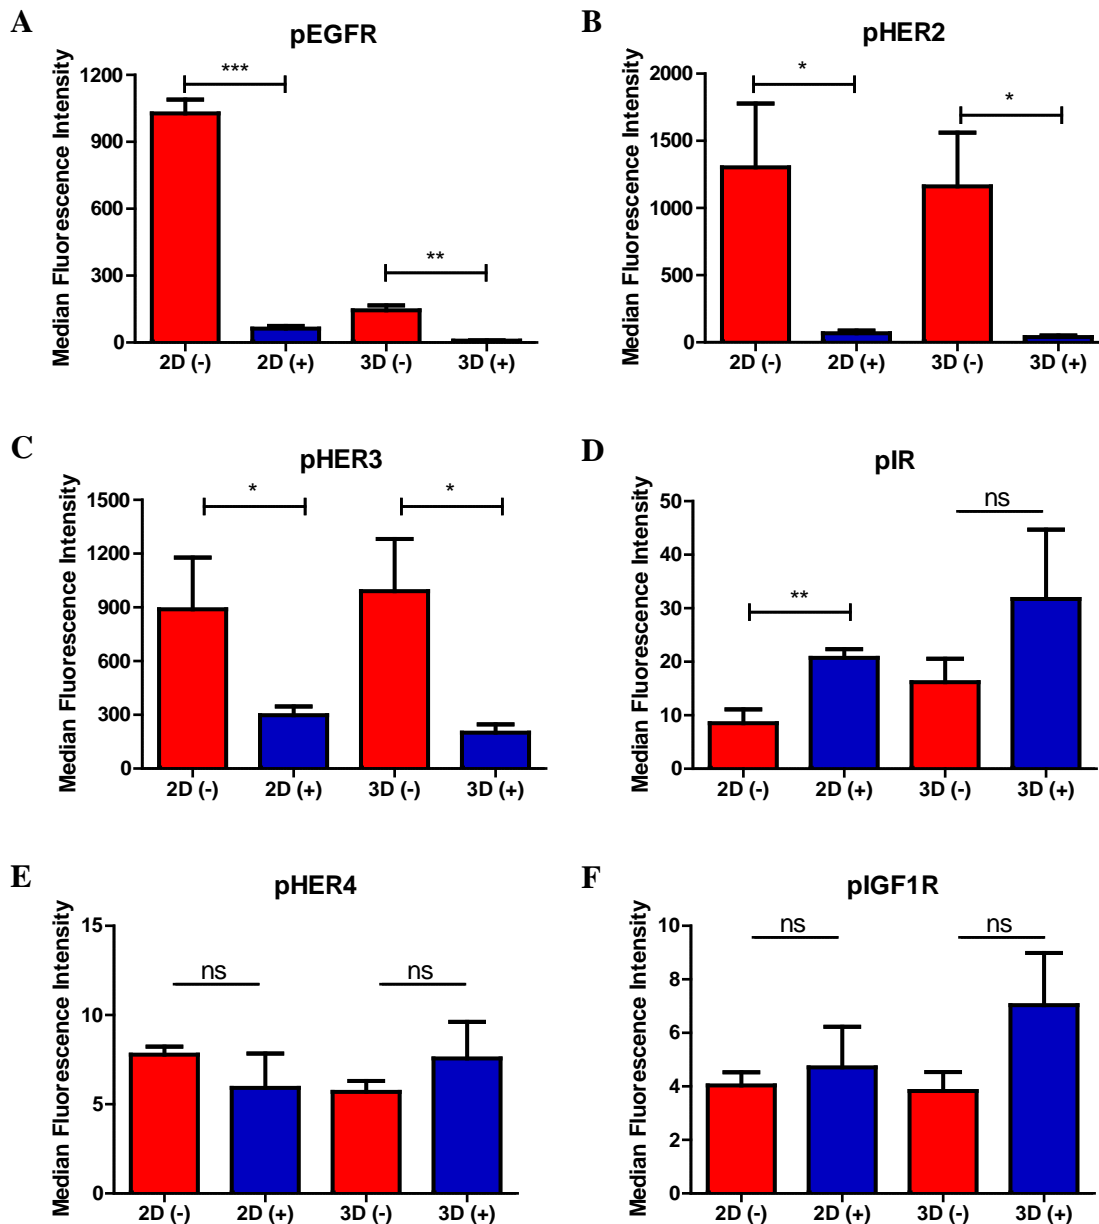 A
pEGFR
Median Fluorescence Intensity
1200
900
600
300
0
***
**
2D (-) 2D (+) 3D (-) 3D (+)
B
pHER2
Median Fluorescence Intensity
2000
1500
1000
500
0
*
*
2D (-) 2D (+) 3D (-) 3D (+)
C
pHER3
Median Fluorescence Intensity
1500
1200
900
600
300
0
*
*
2D (-) 2D (+) 3D (-) 3D (+)
D
pIR
Median Fluorescence Intensity
50
40
30
20
10
0
**
ns
2D (-) 2D (+) 3D (-) 3D (+)
E
pHER4
Median Fluorescence Intensity
15
10
5
0
ns
ns
2D (-) 2D (+) 3D (-) 3D (+)
F
pIGF1R
Median Fluorescence Intensity
10
8
6
4
2
0
ns
ns
2D (-) 2D (+) 3D (-) 3D (+)